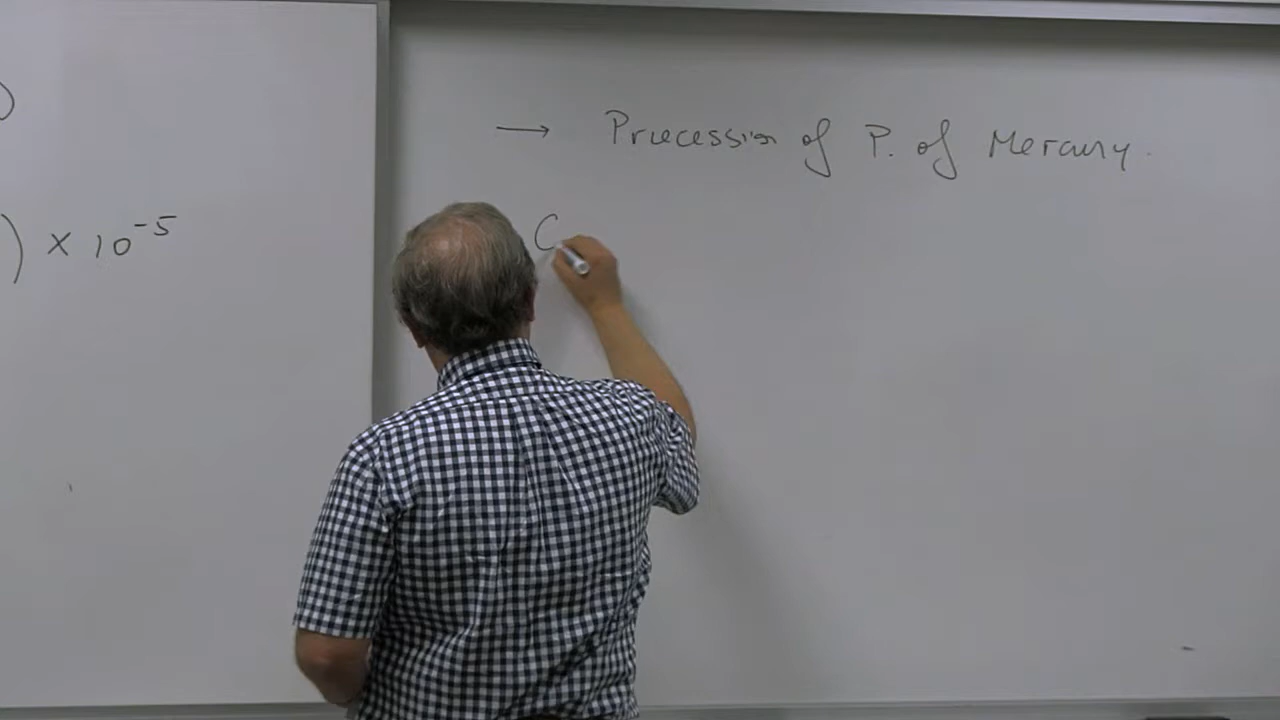 ) × 10⁻⁵
→ Precession of P. of Mercury.
C